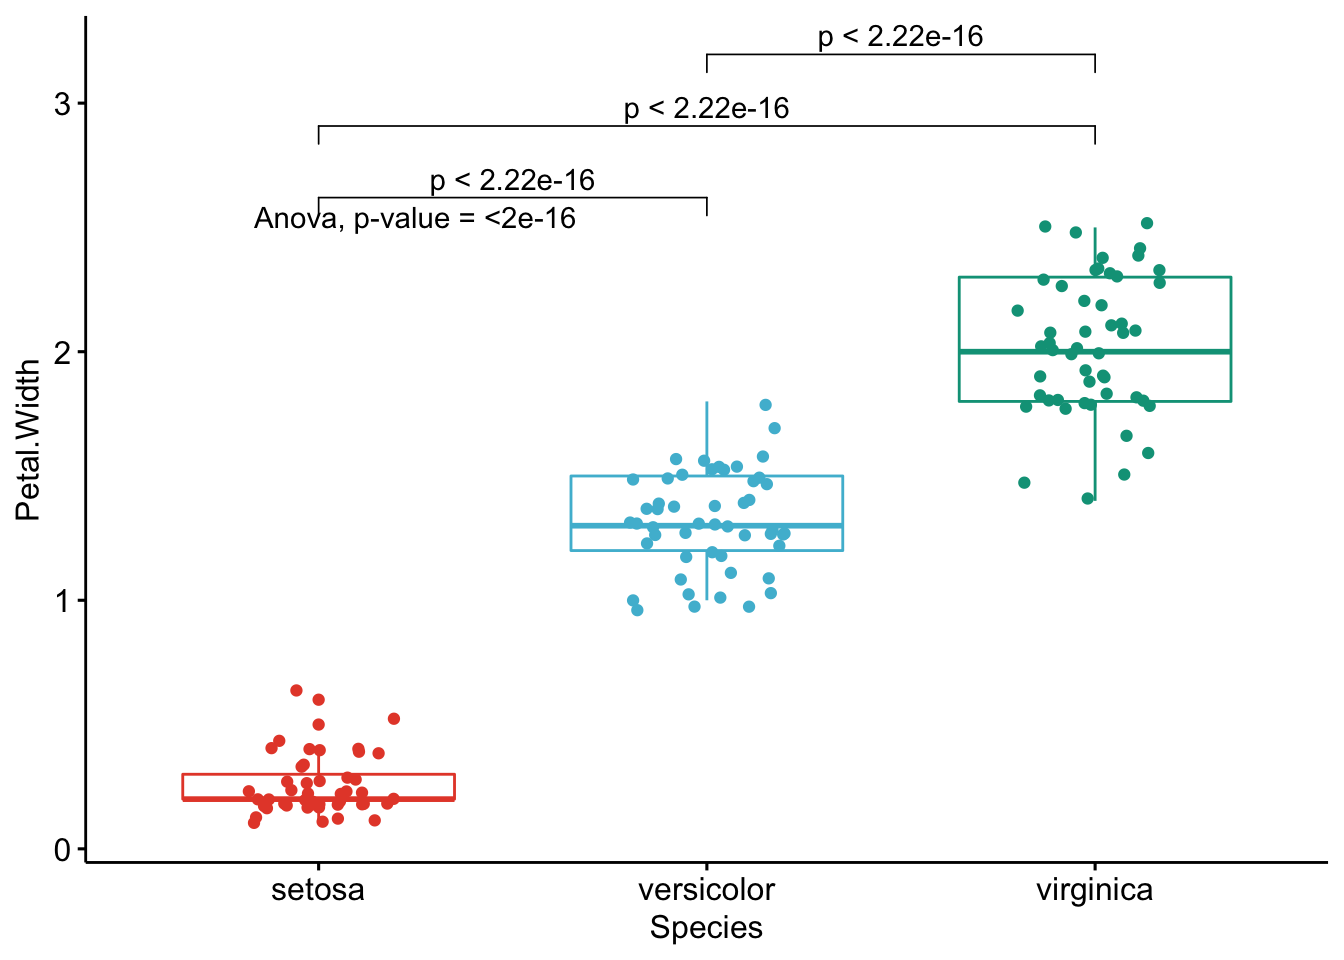 p < 2.22e-16
3
p < 2.22e-16
p < 2.22e-16
Anova, p-value = <2e-16
2
Petal.Width
1
0
setosa versicolor virginica
Species